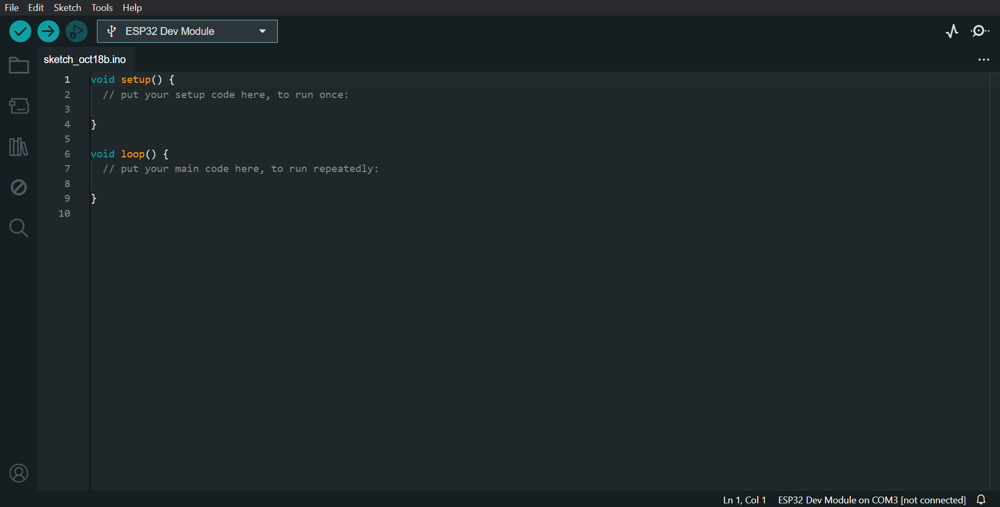 File Edit Sketch Tools Help
ESP32 Dev Module
sketch_oct18b.ino
1 void setup() {
2 // put your setup code here, to run once:
3
4 }
5
6 void loop() {
7 // put your main code here, to run repeatedly:
8
9 }
10
Ln 1, Col 1 ESP32 Dev Module on COM3 [not connected]